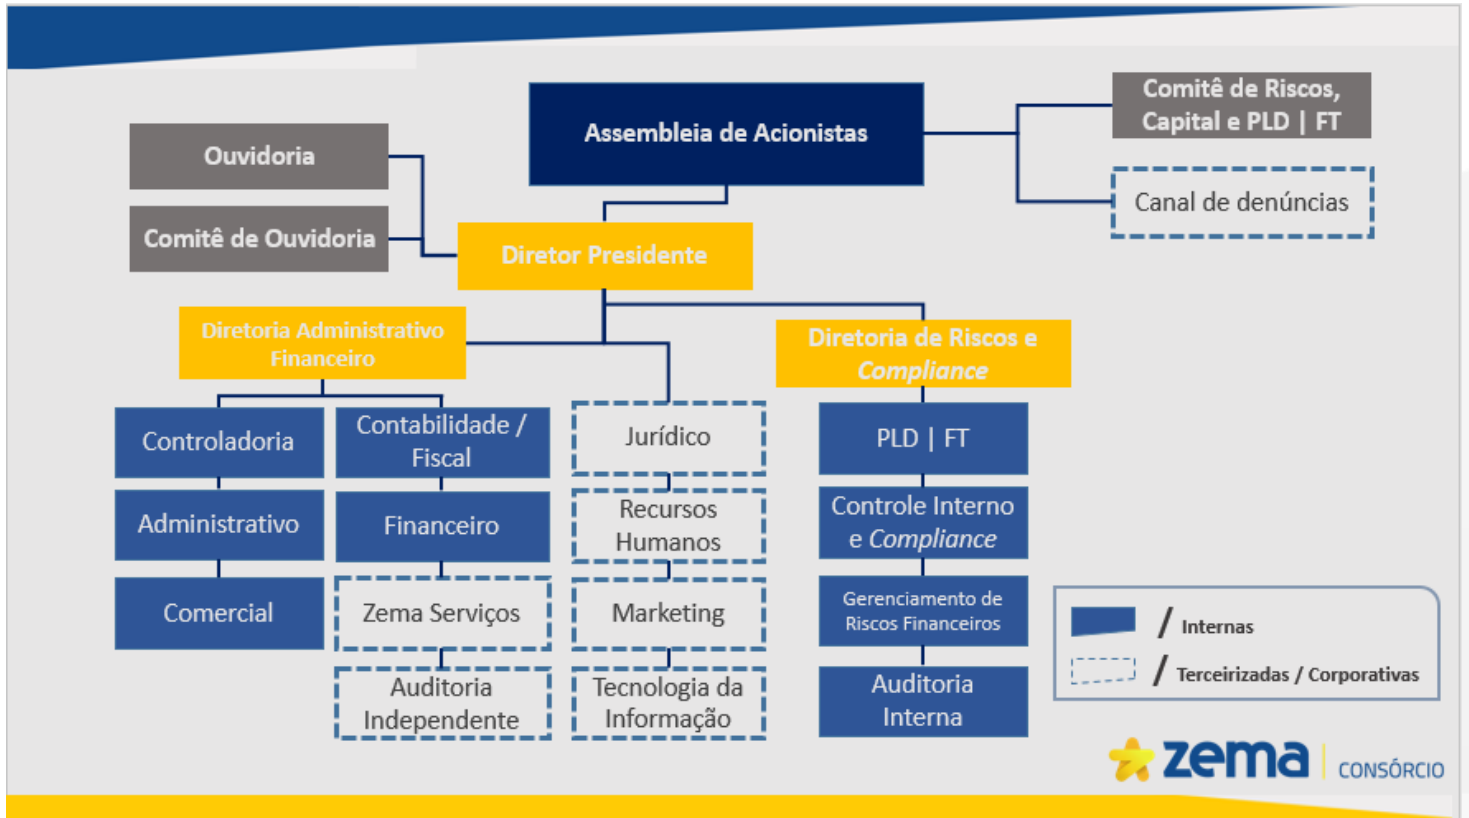 Assembleia de Acionistas
Comitê de Riscos,
Capital e PLD | FT
Canal de denúncias
Ouvidoria
Comitê de Ouvidoria
Diretor Presidente
Diretoria Administrativo
Financeiro
Diretoria de Riscos e
Compliance
Controladoria
Administrativo
Comercial
Contabilidade /
Fiscal
Financeiro
Zema Serviços
Auditoria
Independente
Jurídico
Recursos
Humanos
Marketing
Tecnologia da
Informação
PLD | FT
Controle Interno
e Compliance
Gerenciamento de
Riscos Financeiros
Auditoria
Interna
/ Internas
/ Terceirizadas / Corporativas
zema | CONSÓRCIO